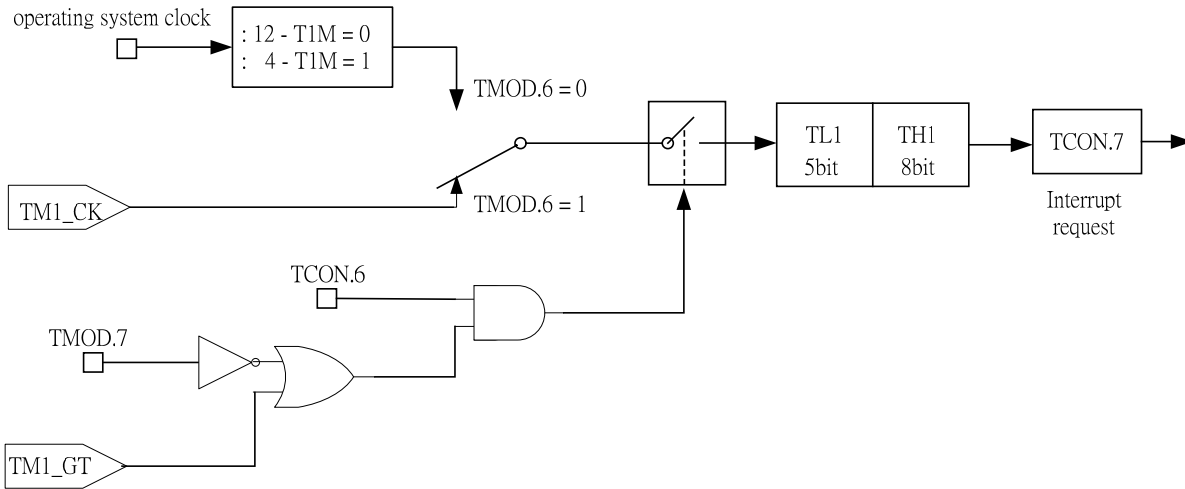 operating system clock
: 12 - T1M = 0
: 4 - T1M = 1
TMOD.6 = 0
TL1
5bit
TH1
8bit
TCON.7
Interrupt
request
TM1_CK
TMOD.6 = 1
TCON.6
TMOD.7
TM1_GT